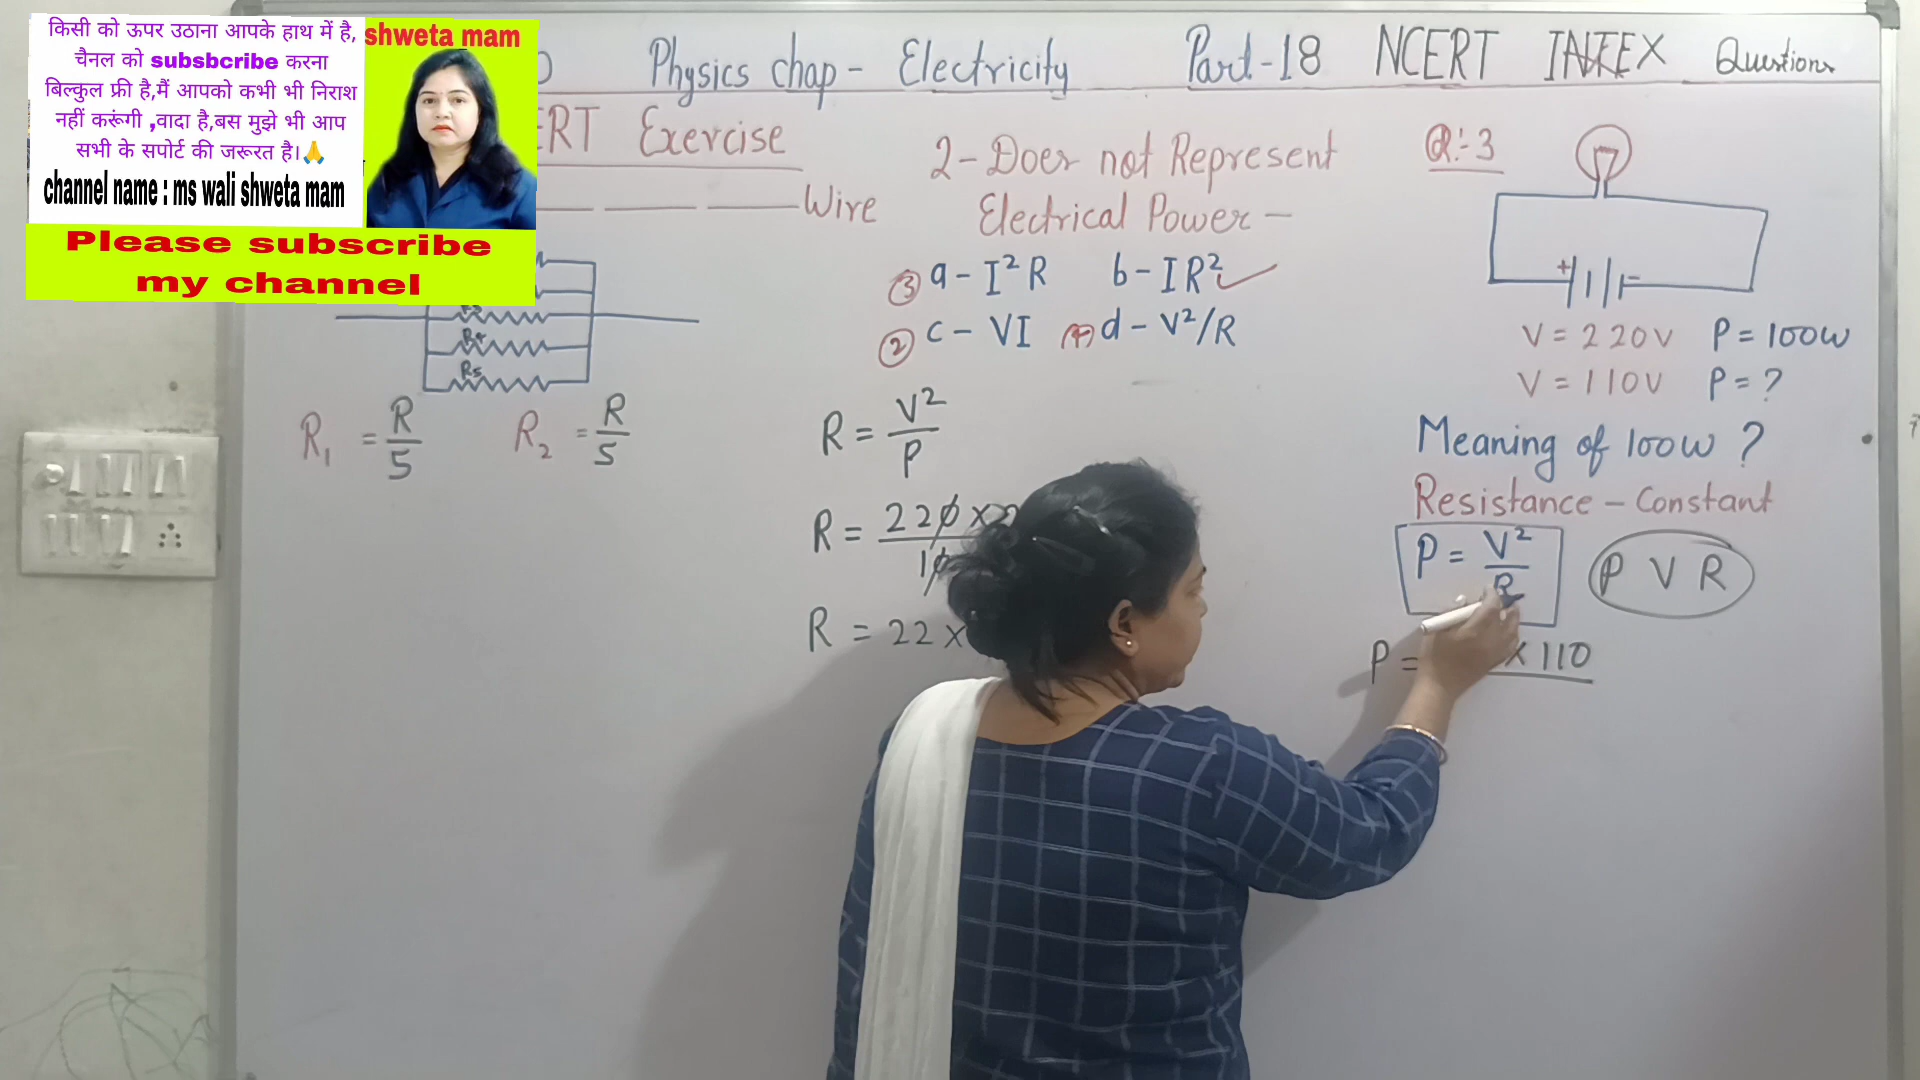 किसी को ऊपर उठाना आपके हाथ में है,
चैनल को subsbcribe करना
बिल्कुल फ्री है,मैं आपको कभी भी निराश
नहीं करूंगी ,वादा है,बस मुझे भी आप
सभी के सपोर्ट की जरूरत है।🙏
channel name : ms wali shweta mam
shweta mam
Please subscribe
my channel
Physics chap - Electricity Part-18 NCERT INTEX Questions
Exercise
Wire
R5
R1 = R/5 R2 = R/5
2 - Does not Represent
Electrical Power -
③ a - I²R b - IR² ✓
② c - VI ④ d - V²/R
R = V²/P
R = 220 ×
10
R = 22 ×
Q:-3
+ -
V = 220V P = 100W
V = 110V P = ?
Meaning of 100W ?
Resistance - Constant
P = V²/R P V R
P = × 110